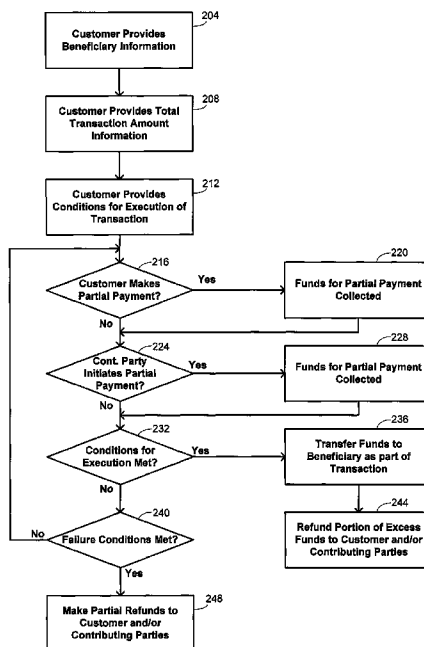 204
Customer Provides
Beneficiary Information
208
Customer Provides Total
Transaction Amount
Information
212
Customer Provides
Conditions for Execution of
Transaction
216
Customer Makes
Partial Payment?
Yes
No
220
Funds for Partial Payment
Collected
224
Cont. Party
Initiates Partial
Payment?
Yes
No
228
Funds for Partial Payment
Collected
232
Conditions for
Execution Met?
Yes
No
236
Transfer Funds to
Beneficiary as part of
Transaction
240
Failure Conditions Met?
No
Yes
244
Refund Portion of Excess
Funds to Customer and/or
Contributing Parties
248
Make Partial Refunds to
Customer and/or
Contributing Parties